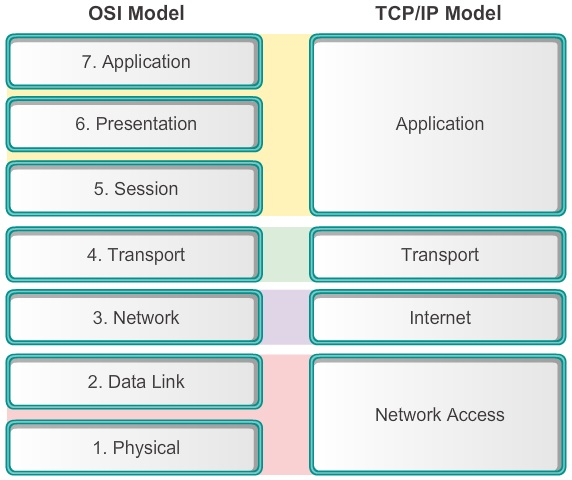 OSI Model
TCP/IP Model
7. Application
6. Presentation
5. Session
Application
4. Transport
Transport
3. Network
Internet
2. Data Link
1. Physical
Network Access